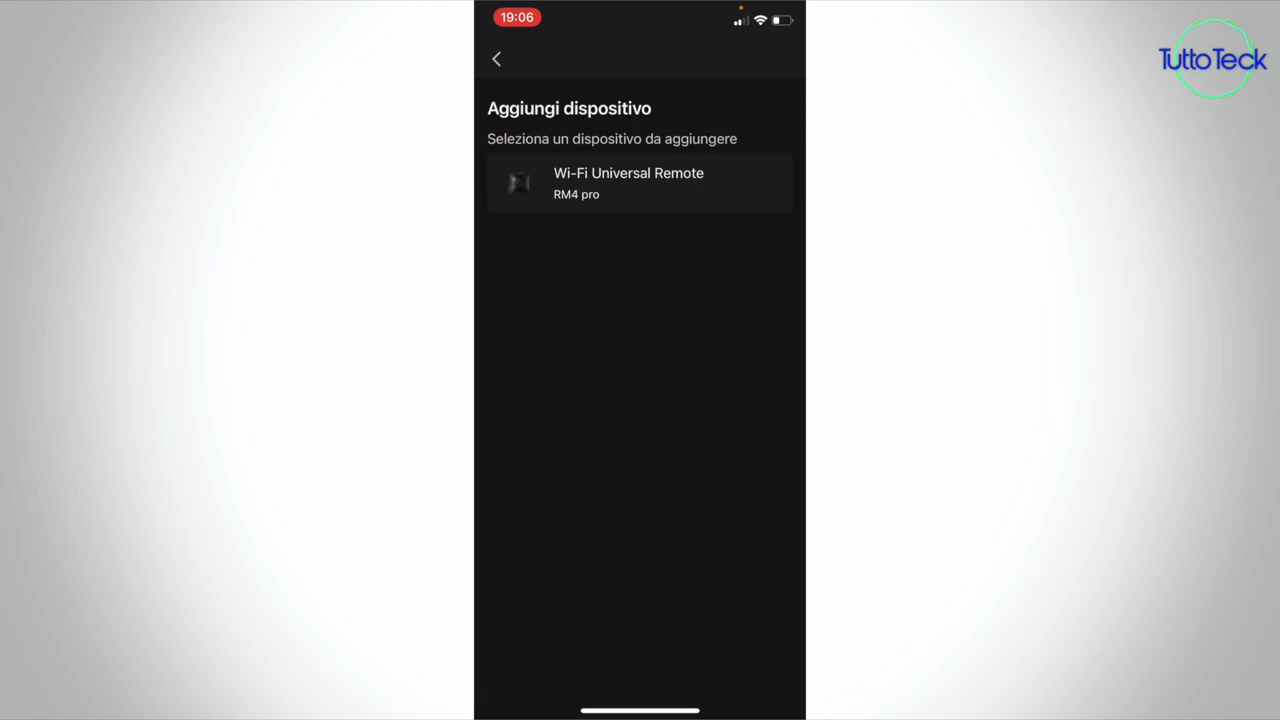 19:06
TuttoTeck
Aggiungi dispositivo
Seleziona un dispositivo da aggiungere
Wi-Fi Universal Remote
RM4 pro